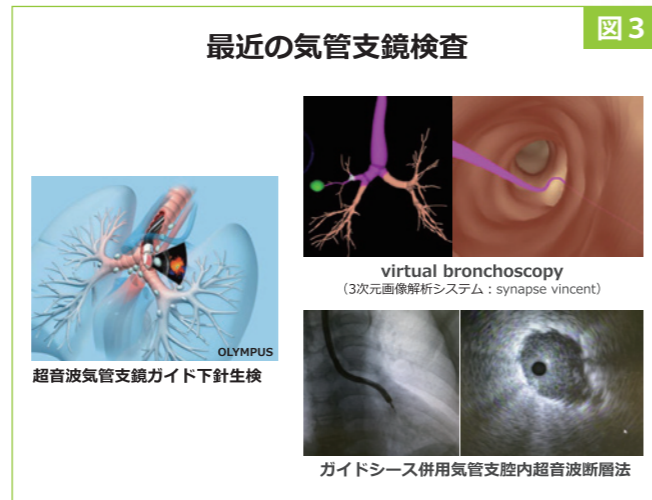 図3
最近の気管支鏡検査
OLYMPUS
超音波気管支鏡ガイド下針生検
virtual bronchoscopy
（3次元画像解析システム：synapse vincent）
ガイドシース併用気管支腔内超音波断層法